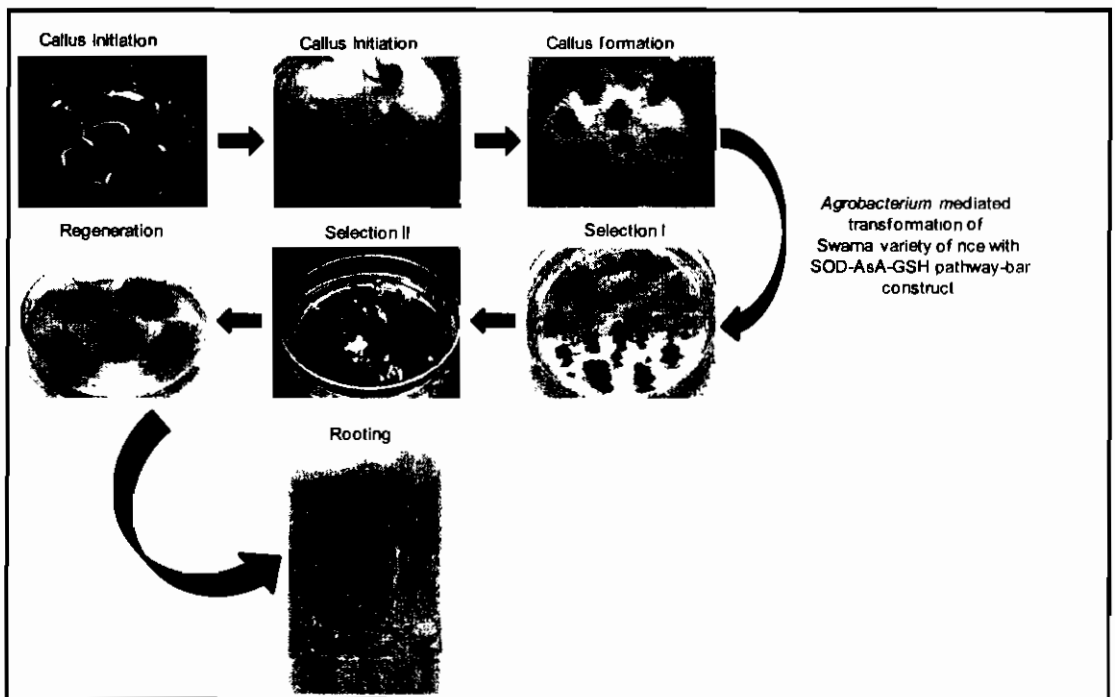 Callus Initiation
Callus Initiation
Callus formation
Agrobacterium mediated
transformation of
Swarna variety of rice with
SOD-AsA-GSH pathway-bar
construct
Regeneration
Selection II
Selection I
Rooting